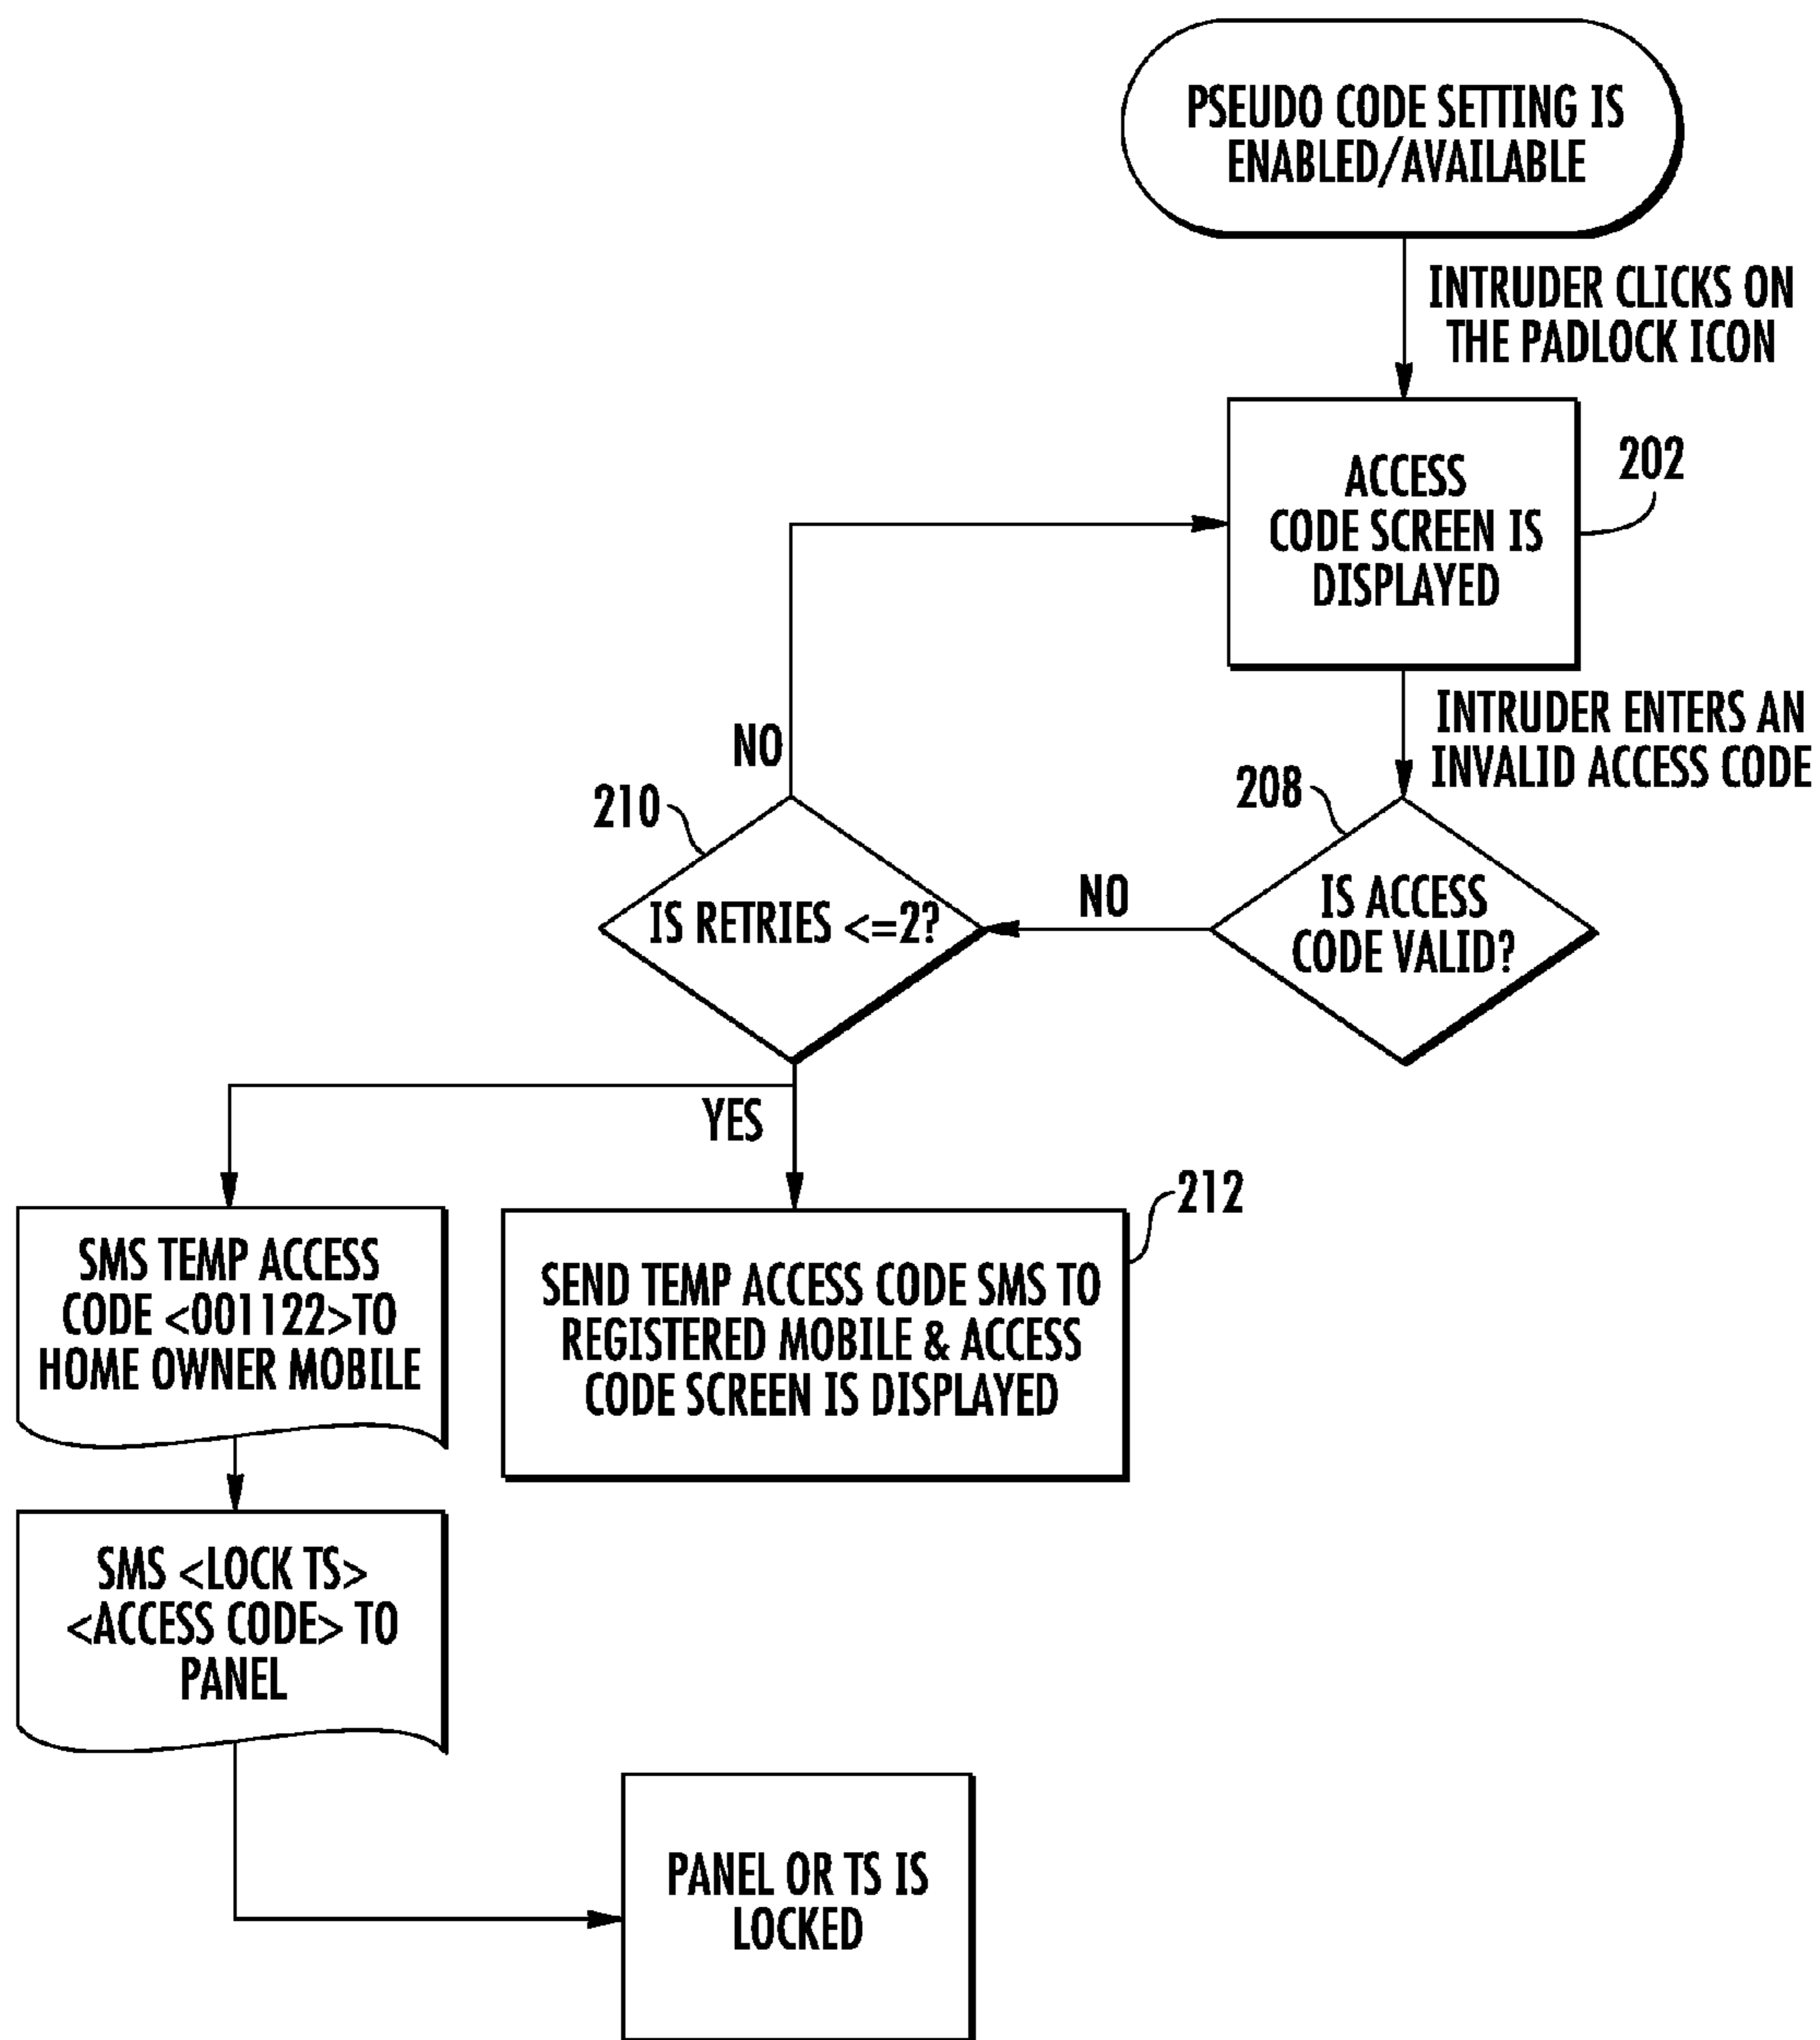 PSEUDO CODE SETTING IS
ENABLED/AVAILABLE
INTRUDER CLICKS ON
THE PADLOCK ICON
ACCESS
CODE SCREEN IS
DISPLAYED
202
INTRUDER ENTERS AN
INVALID ACCESS CODE
208
IS ACCESS
CODE VALID?
NO
210
IS RETRIES <=2?
NO
YES
212
SEND TEMP ACCESS CODE SMS TO
REGISTERED MOBILE & ACCESS
CODE SCREEN IS DISPLAYED
SMS TEMP ACCESS
CODE <001122>TO
HOME OWNER MOBILE
SMS <LOCK TS>
<ACCESS CODE> TO
PANEL
PANEL OR TS IS
LOCKED